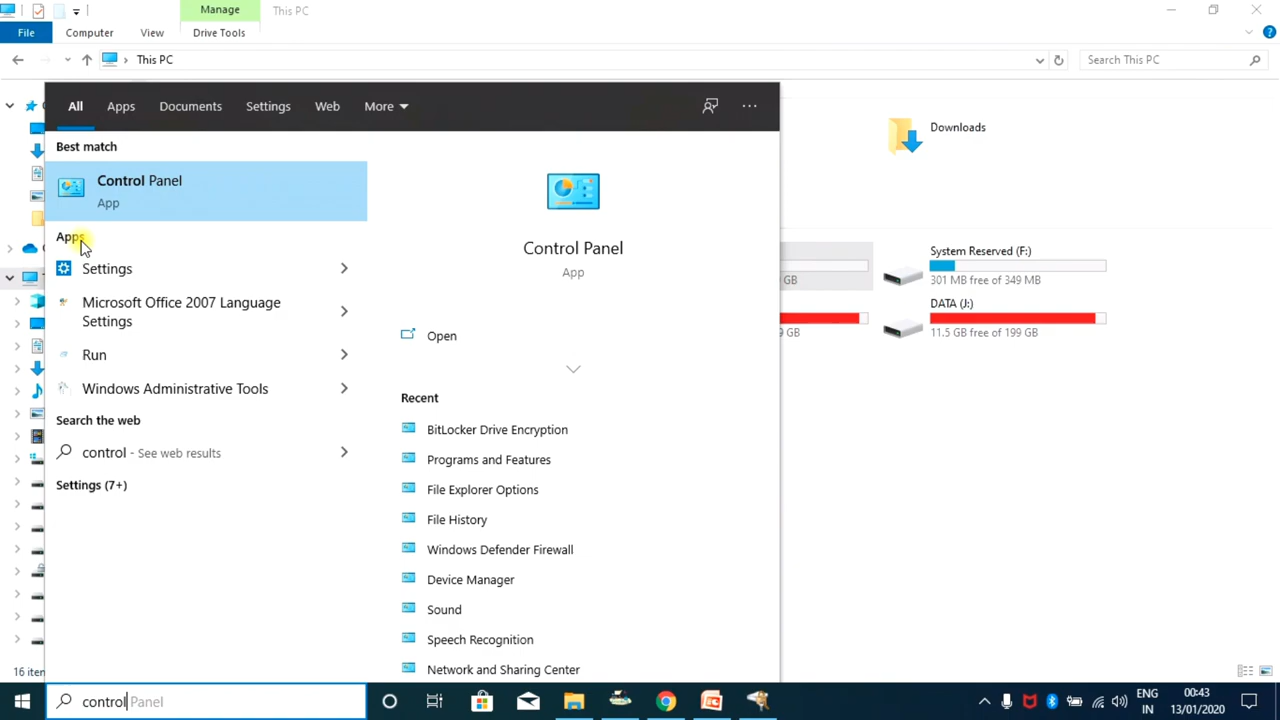 Manage
This PC
File
Computer
View
Drive Tools
This PC
Search This PC
All
Apps
Documents
Settings
Web
More
Best match
Control Panel
App
Apps
Settings
Microsoft Office 2007 Language
Settings
Run
Windows Administrative Tools
Search the web
control - See web results
Settings (7+)
Control Panel
App
Open
Recent
BitLocker Drive Encryption
Programs and Features
File Explorer Options
File History
Windows Defender Firewall
Device Manager
Sound
Speech Recognition
Network and Sharing Center
Downloads
GB
System Reserved (F:)
301 MB free of 349 MB
DATA (J:)
GB
11.5 GB free of 199 GB
16
control Panel
ENG
IN
00:43
13/01/2020